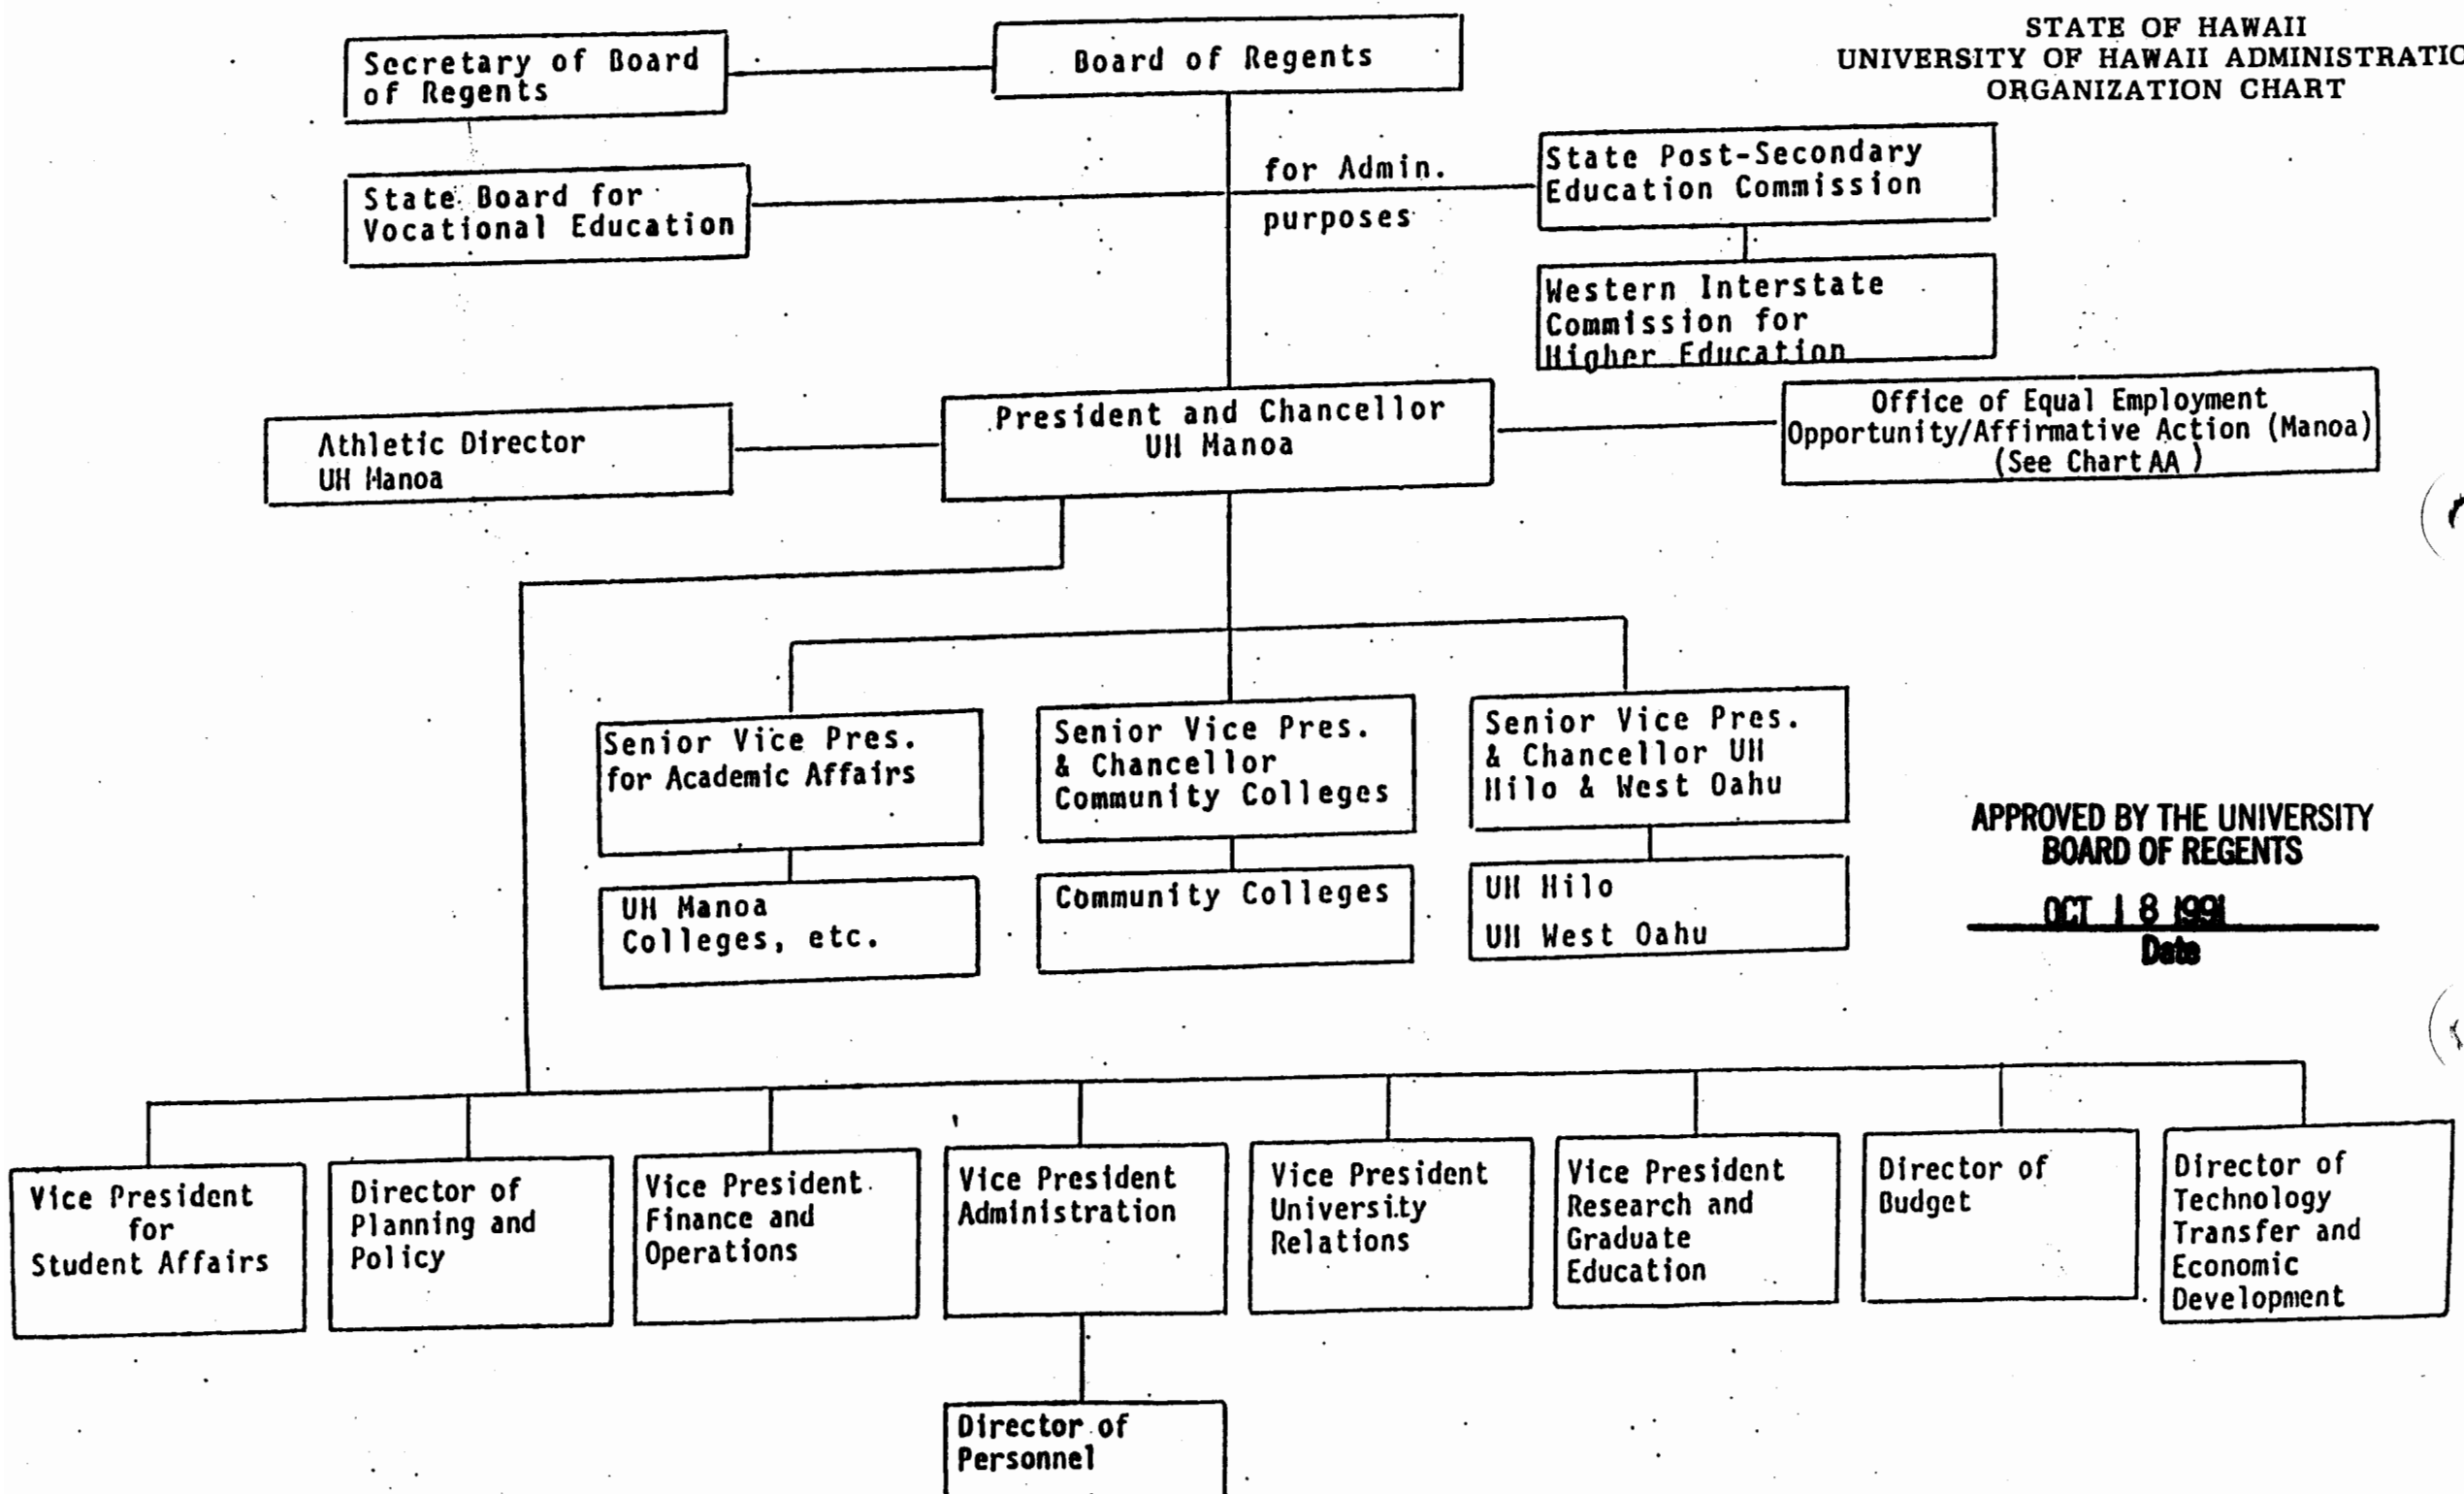 STATE OF HAWAII
UNIVERSITY OF HAWAII ADMINISTRATIO
ORGANIZATION CHART
Secretary of Board
of Regents
Board of Regents
State Board for
Vocational Education
for Admin.
purposes
State Post-Secondary
Education Commission
Western Interstate
Commission for
Higher Education
Athletic Director
UH Manoa
President and Chancellor
UH Manoa
Office of Equal Employment
Opportunity/Affirmative Action (Manoa)
(See Chart AA )
Senior Vice Pres.
for Academic Affairs
Senior Vice Pres.
& Chancellor
Community Colleges
Senior Vice Pres.
& Chancellor UH
Hilo & West Oahu
UH Manoa
Colleges, etc.
Community Colleges
UH Hilo
UH West Oahu
APPROVED BY THE UNIVERSITY
BOARD OF REGENTS
OCT 18 1991
Date
Vice President
for
Student Affairs
Director of
Planning and
Policy
Vice President
Finance and
Operations
Vice President
Administration
Vice President
University
Relations
Vice President
Research and
Graduate
Education
Director of
Budget
Director of
Technology
Transfer and
Economic
Development
Director of
Personnel